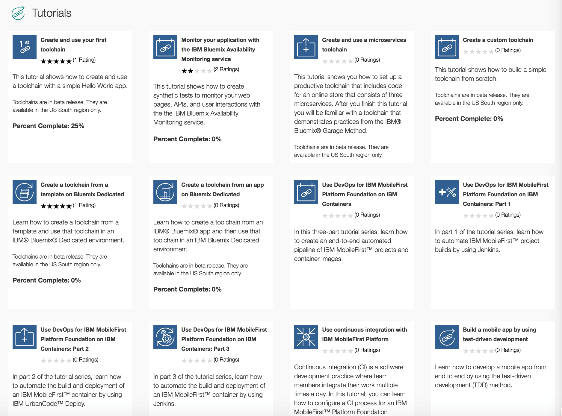 Tutorials
Create and use your first
toolchain
(1 Rating)
This tutorial shows how to create and use
a toolchain with a simple Hello World app.
Toolchains are in beta release. They are
available in the US South region only.
Percent Complete: 25%
Monitor your application with
the IBM Bluemix Availability
Monitoring service
(2 Ratings)
This tutorial shows how to create
synthetic tests to monitor your web
pages, APIs, and user interactions with
the the IBM Bluemix Availability
Monitoring service.
Percent Complete: 0%
Create and use a microservices
toolchain
(0 Ratings)
This tutorial shows you how to set up a
productive toolchain that includes code
for an online store that consists of three
microservices. After you finish this tutorial,
you will be familiar with a toolchain that
demonstrates practices from the IBM®
Bluemix® Garage Method.
Toolchains are in beta release. They are
available in the US South region only.
Create a custom toolchain
(0 Ratings)
This tutorial shows how to build a simple
toolchain from scratch
Toolchains are in beta release. They are
available in the US South region only.
Percent Complete: 0%
Create a toolchain from a
template on Bluemix Dedicated
(1 Rating)
Learn how to create a toolchain from a
template and use that toolchain in an
IBM® Bluemix® Dedicated environment.
Toolchains are in beta release. They are
available in the US South region only.
Percent Complete: 0%
Create a toolchain from an app
on Bluemix Dedicated
(0 Ratings)
Learn how to create a toolchain from an
IBM® Bluemix® app and then use that
toolchain in an IBM Bluemix Dedicated
environment.
Toolchains are in beta release. They are
available in the US South region only.
Percent Complete: 0%
Use DevOps for IBM MobileFirst
Platform Foundation on IBM
Containers
(0 Ratings)
In this three-part tutorial series, learn how
to create an end-to-end automated
pipeline of IBM MobileFirst™ projects and
container images.
Use DevOps for IBM MobileFirst
Platform Foundation on IBM
Containers: Part 1
(0 Ratings)
In part 1 of the tutorial series, learn how
to automate IBM MobileFirst™ project
builds by using Jenkins.
Use DevOps for IBM MobileFirst
Platform Foundation on IBM
Containers: Part 2
(0 Ratings)
In part 2 of the tutorial series, learn how
to automate the build and deployment of
an IBM MobileFirst™ container by using
IBM UrbanCode™ Deploy.
Use DevOps for IBM MobileFirst
Platform Foundation on IBM
Containers: Part 3
(0 Ratings)
In part 3 of the tutorial series, learn how
to automate the build and deployment of
an IBM MobileFirst™ container by using
Jenkins.
Use continuous integration with
IBM MobileFirst Platform
(0 Ratings)
Continuous integration (CI) is a software
development practice where team
members integrate their work multiple
times a day. In this tutorial, you can learn
how to configure a CI process for an IBM
MobileFirst™ Platform Foundation
Build a mobile app by using
test-driven development
(0 Ratings)
Learn how to develop a mobile app from
end to end by using the test-driven
development (TDD) method.